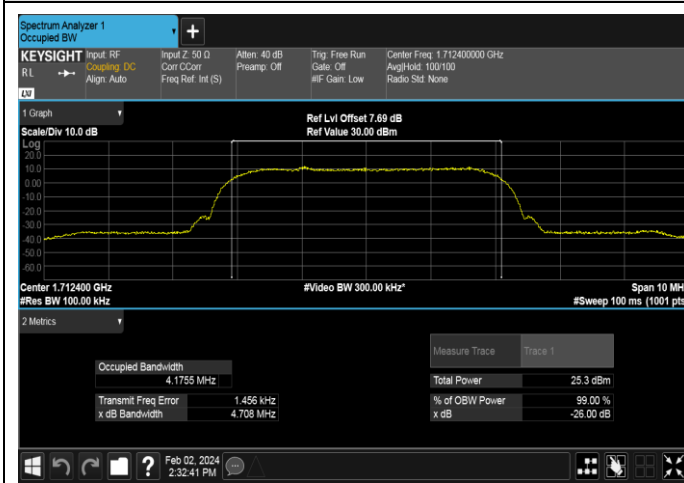 Spectrum Analyzer 1
Occupied BW
+
KEYSIGHT Input: RF Input Z: 50 Ω Atten: 40 dB Trig: Free Run Center Freq: 1.712400000 GHz
RL Coupling: DC Corr CCorr Preamp: Off Gate: Off Avg|Hold: 100/100
Align: Auto Freq Ref: Int (S) #IF Gain: Low Radio Std: None
LXI
1 Graph Ref Lvl Offset 7.69 dB
Scale/Div 10.0 dB Ref Value 30.00 dBm
Log
20.0
10.0
0.00
-10.0
-20.0
-30.0
-40.0
-50.0
-60.0
Center 1.712400 GHz #Video BW 300.00 kHz* Span 10 MH
#Res BW 100.00 kHz #Sweep 100 ms (1001 pts
2 Metrics
Measure Trace Trace 1
Occupied Bandwidth
4.1755 MHz Total Power 25.3 dBm
Transmit Freq Error 1.456 kHz % of OBW Power 99.00 %
x dB Bandwidth 4.708 MHz x dB -26.00 dB
? Feb 02, 2024
2:32:41 PM